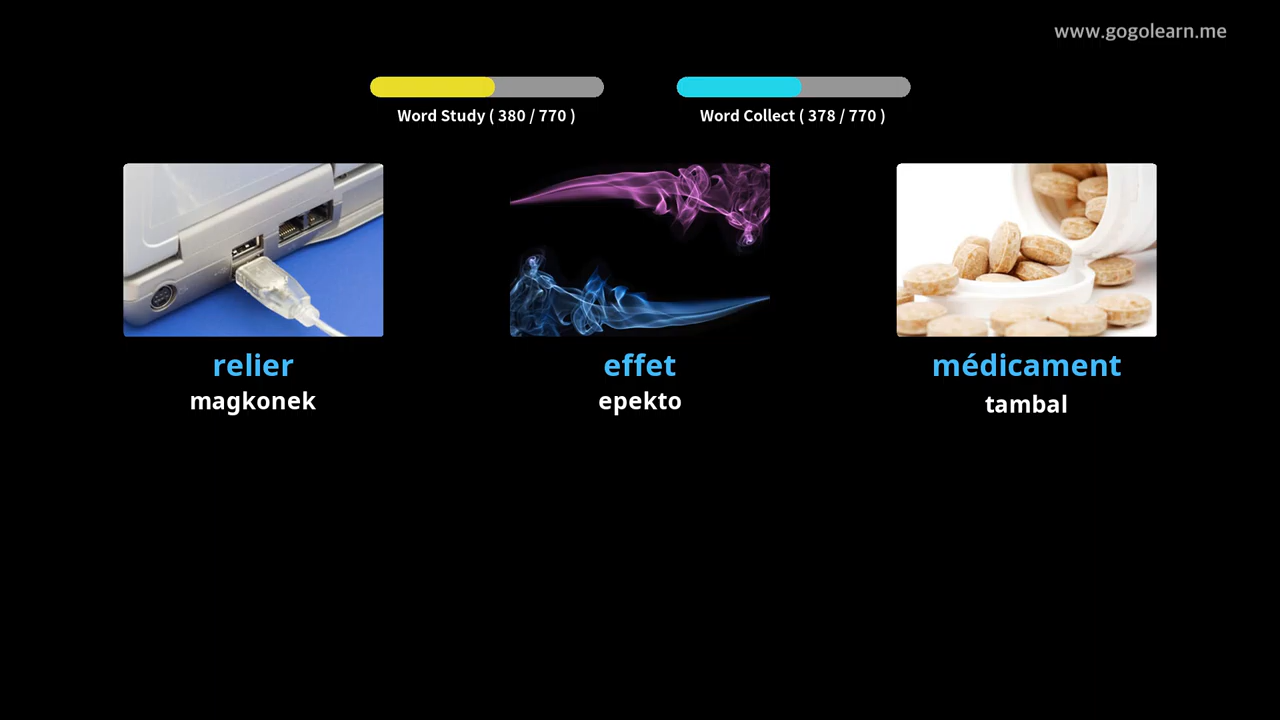 www.gogolearn.me
Word Study ( 380 / 770 )
Word Collect ( 378 / 770 )
relier
magkonek
effet
epekto
médicament
tambal